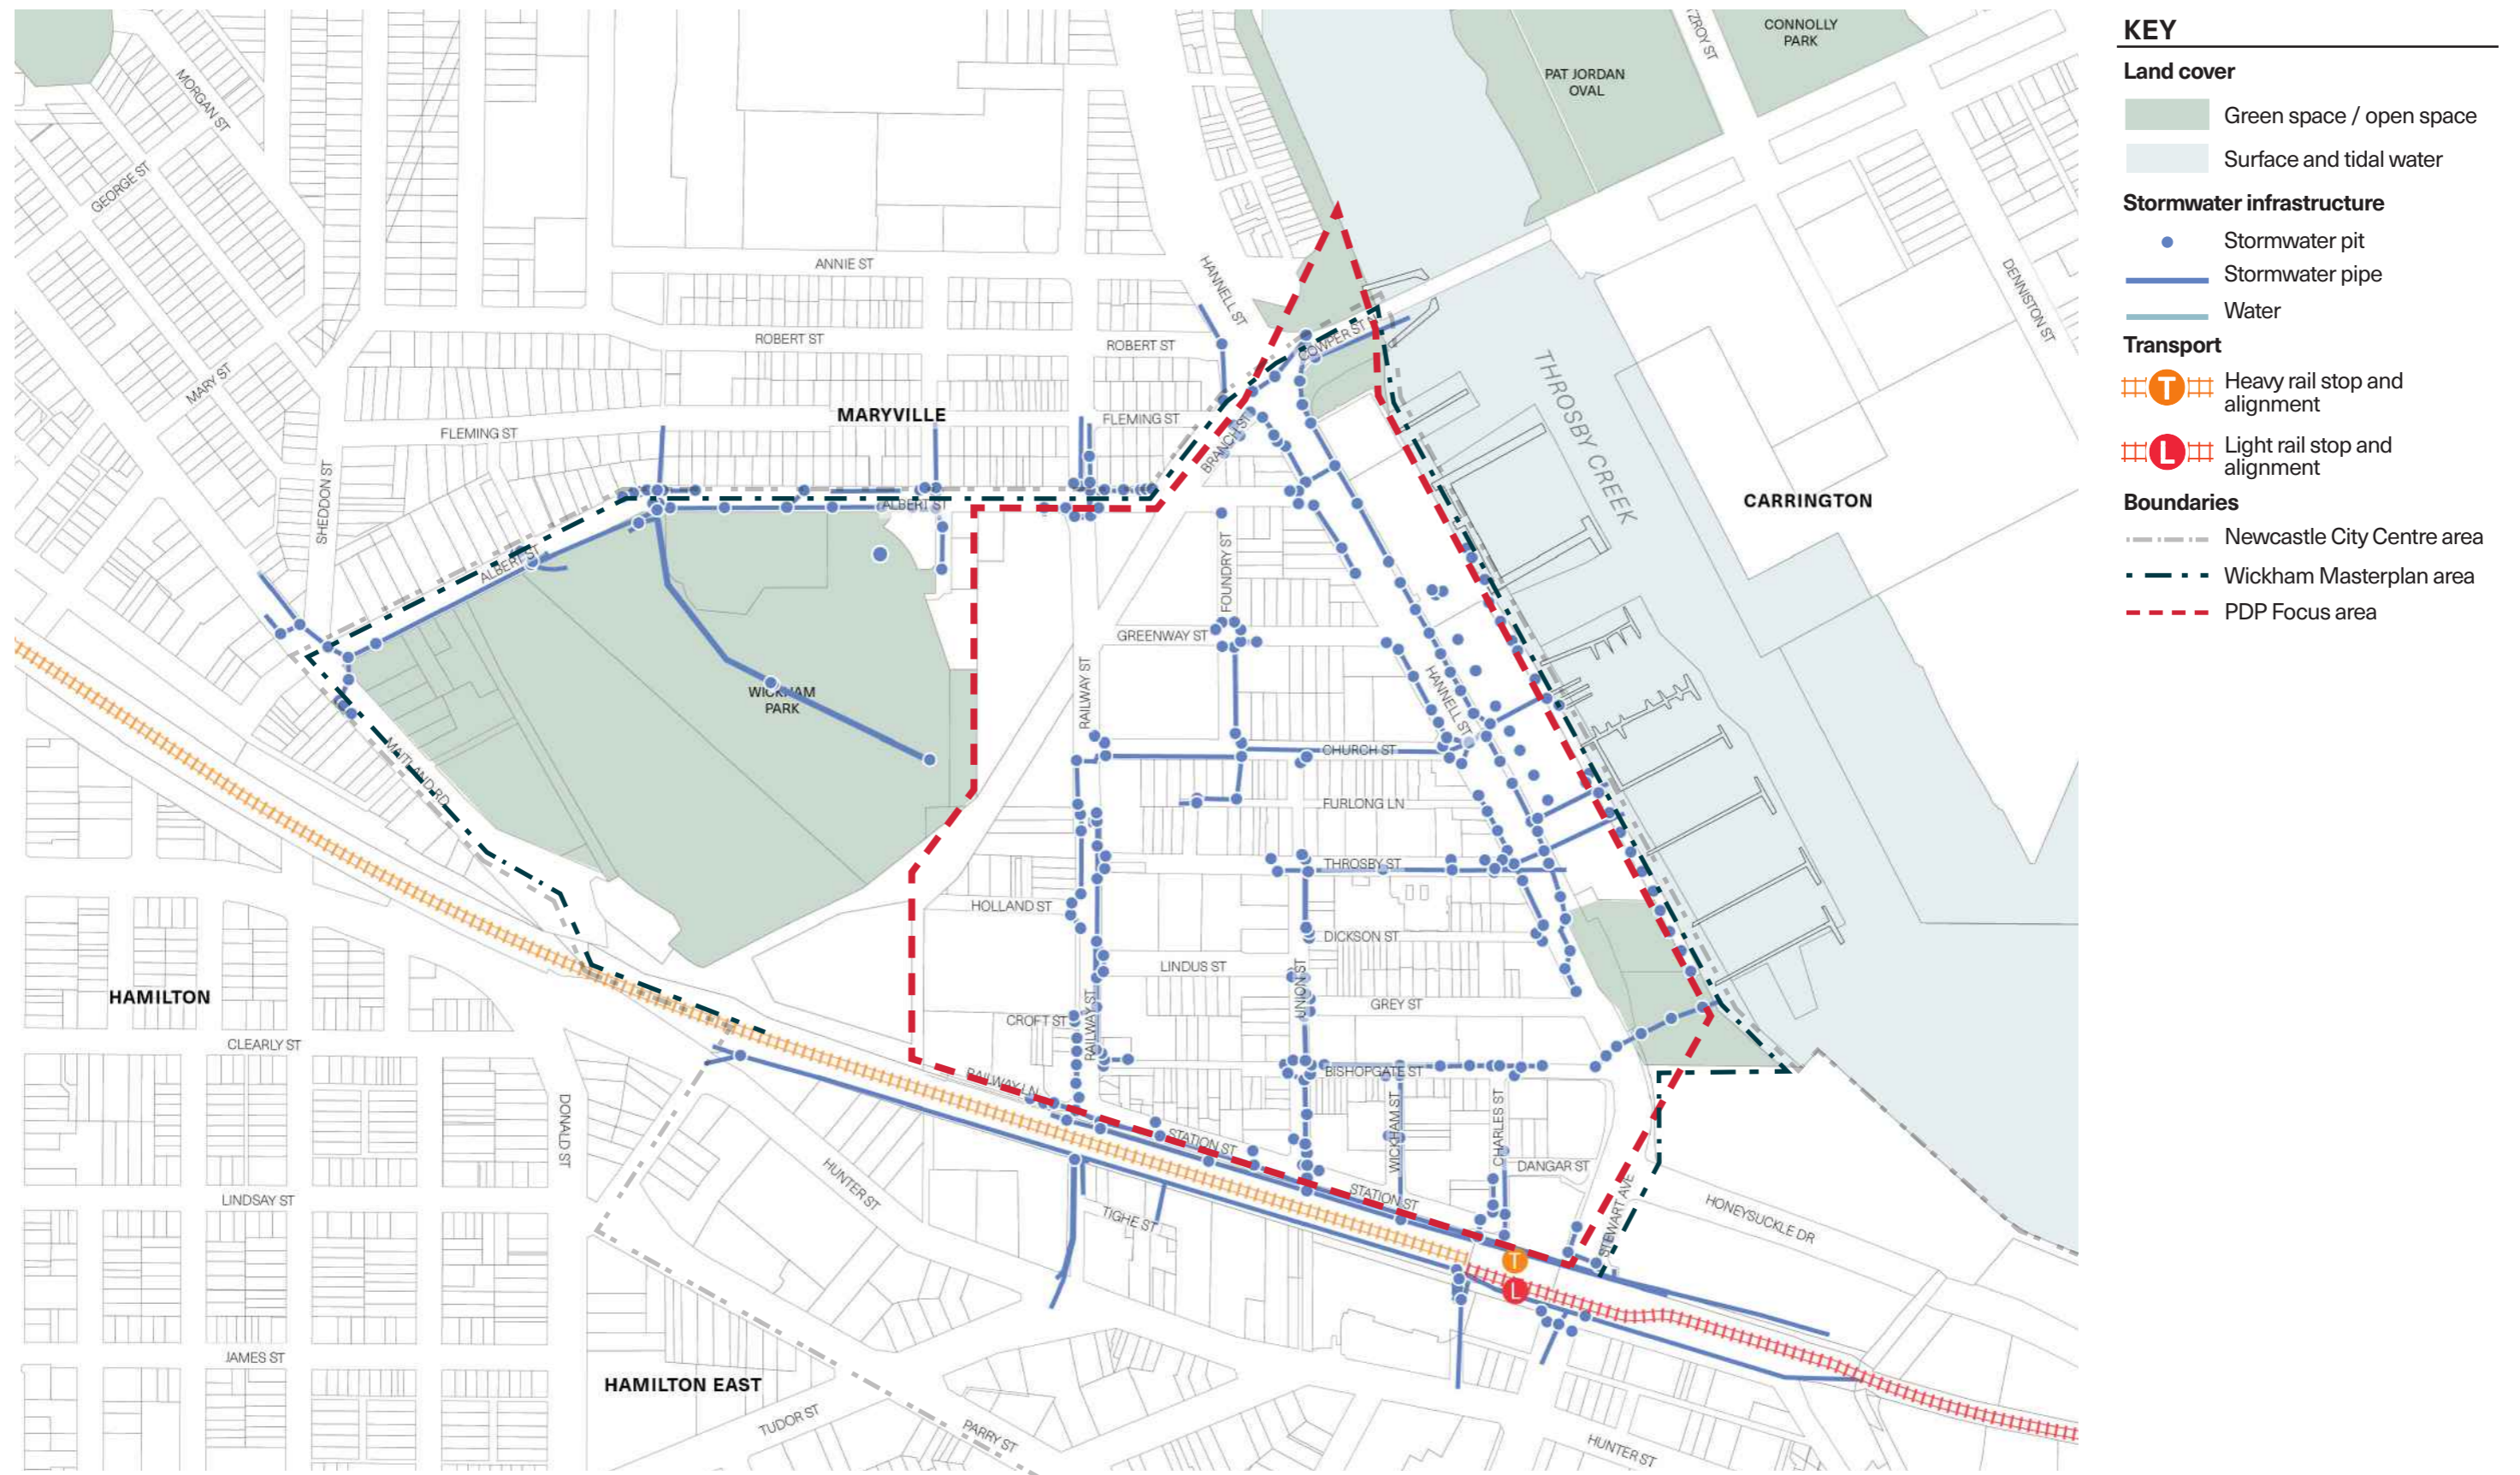 CONNOLLY
PARK
PAT JORDAN
OVAL
MORGAN ST
GEORGE ST
ANNIE ST
HANNELL ST
DENNISTON ST
ROBERT ST
ROBERT ST
COWPER ST N
MARY ST
MARYVILLE
FLEMING ST
FLEMING ST
BRANCH ST
THROSBY CREEK
SHEDDON ST
ALBERT ST
ALBERT ST
CARRINGTON
FOUNDRY ST
GREENWAY ST
WICKHAM
PARK
RAILWAY ST
HANNELL ST
MAITLAND RD
CHURCH ST
FURLONG LN
THROSBY ST
HOLLAND ST
DICKSON ST
LINDUS ST
UNION ST
GREY ST
HAMILTON
CROFT ST
RAILWAY ST
CLEARLY ST
RAILWAY LN
BISHOPGATE ST
DONALD ST
WICKHAM ST
CHARLES ST
STATION ST
DANGAR ST
HUNTER ST
LINDSAY ST
STATION ST
STEWART AVE
HONEYSUCKLE DR
TIGHE ST
T
L
JAMES ST
HAMILTON EAST
TUDOR ST
PARRY ST
HUNTER ST
KEY
Land cover
Green space / open space
Surface and tidal water
Stormwater infrastructure
Stormwater pit
Stormwater pipe
Water
Transport
T
Heavy rail stop and
alignment
L
Light rail stop and
alignment
Boundaries
Newcastle City Centre area
Wickham Masterplan area
PDP Focus area